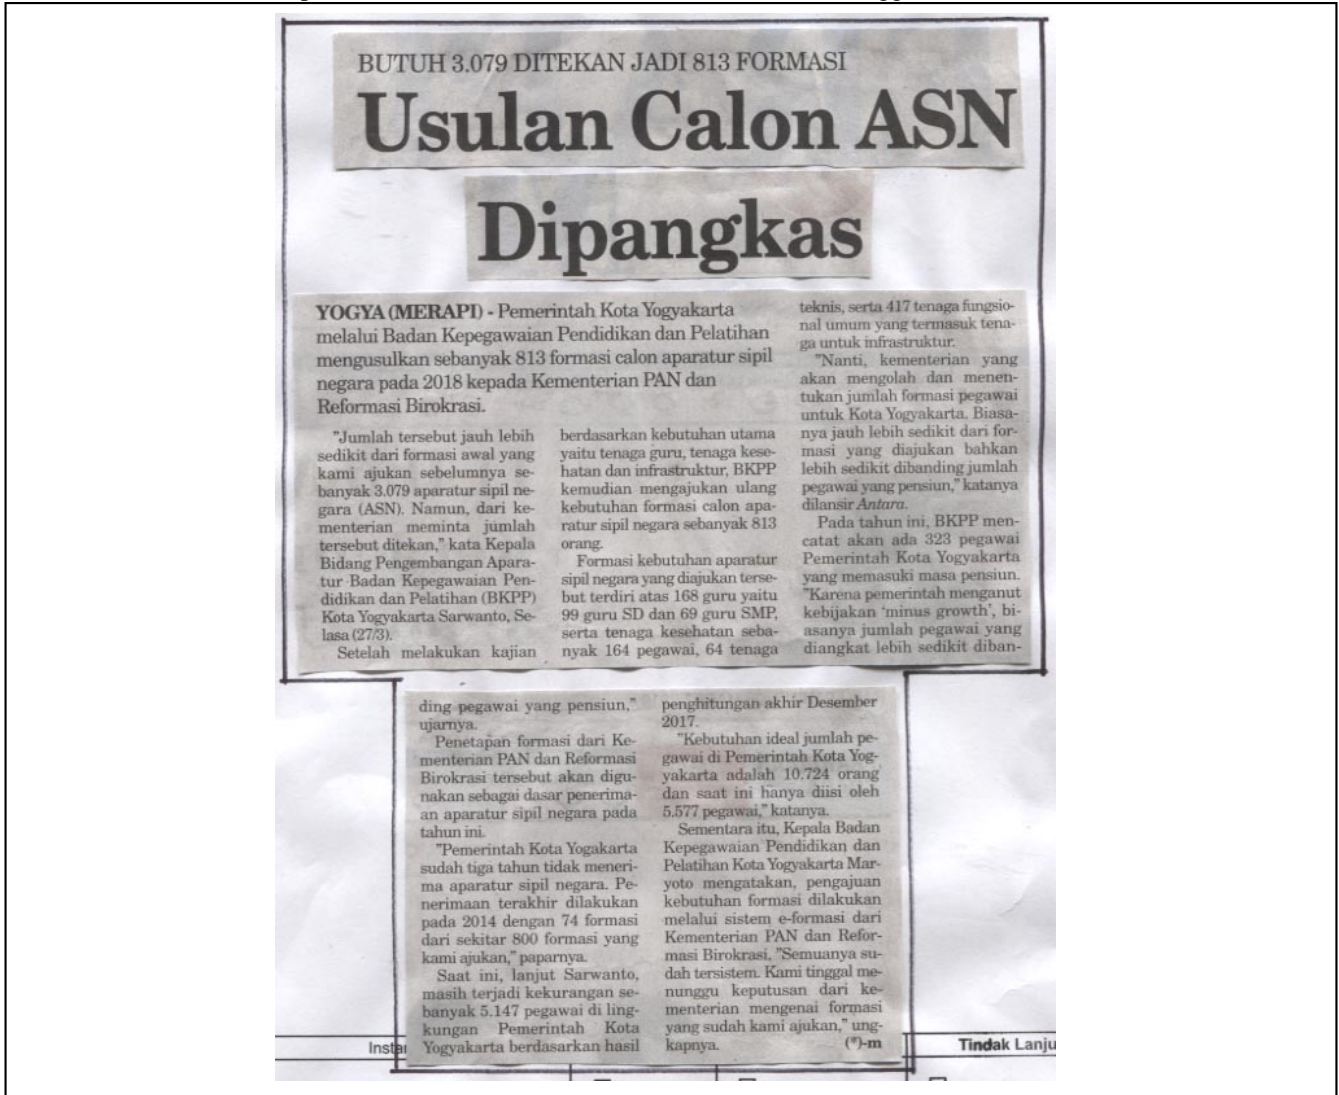 BUTUH 3.079 DITEKAN JADI 813 FORMASI
Usulan Calon ASN
Dipangkas
YOGYA (MERAPI) - Pemerintah Kota Yogyakarta
melalui Badan Kepegawaian Pendidikan dan Pelatihan
mengusulkan sebanyak 813 formasi calon aparatur sipil
negara pada 2018 kepada Kementerian PAN dan
Reformasi Birokrasi.
"Jumlah tersebut jauh lebih
sedikit dari formasi awal yang
kami ajukan sebelumnya se-
banyak 3.079 aparatur sipil ne-
gara (ASN). Namun, dari ke-
menterian meminta jumlah
tersebut ditekan," kata Kepala
Bidang Pengembangan Apara-
tur Badan Kepegawaian Pen-
didikan dan Pelatihan (BKPP)
Kota Yogyakarta Sarwanto, Se-
lasa (27/3).
Setelah melakukan kajian
berdasarkan kebutuhan utama
yaitu tenaga guru, tenaga kese-
hatan dan infrastruktur, BKPP
kemudian mengajukan ulang
kebutuhan formasi calon apa-
ratur sipil negara sebanyak 813
orang.
Formasi kebutuhan aparatur
sipil negara yang diajukan terse-
but terdiri atas 168 guru yaitu
99 guru SD dan 69 guru SMP,
serta tenaga kesehatan seba-
nyak 164 pegawai, 64 tenaga
teknis, serta 417 tenaga fungsio-
nal umum yang termasuk tena-
ga untuk infrastruktur.
"Nanti, kementerian yang
akan mengolah dan menen-
tukan jumlah formasi pegawai
untuk Kota Yogyakarta. Biasa-
nya jauh lebih sedikit dari for-
masi yang diajukan bahkan
lebih sedikit dibanding jumlah
pegawai yang pensiun," katanya
dilansir Antara.
Pada tahun ini, BKPP men-
catat akan ada 323 pegawai
Pemerintah Kota Yogyakarta
yang memasuki masa pensiun.
"Karena pemerintah menganut
kebijakan 'minus growth', bi-
asanya jumlah pegawai yang
diangkat lebih sedikit diban-
ding pegawai yang pensiun,"
ujarnya.
Penetapan formasi dari Ke-
menterian PAN dan Reformasi
Birokrasi tersebut akan digu-
nakan sebagai dasar penerima-
an aparatur sipil negara pada
tahun ini.
"Pemerintah Kota Yogakarta
sudah tiga tahun tidak meneri-
ma aparatur sipil negara. Pe-
nerimaan terakhir dilakukan
pada 2014 dengan 74 formasi
dari sekitar 800 formasi yang
kami ajukan," paparnya.
Saat ini, lanjut Sarwanto,
masih terjadi kekurangan se-
banyak 5.147 pegawai di ling-
kungan Pemerintah Kota
Yogyakarta berdasarkan hasil
penghitungan akhir Desember
2017.
"Kebutuhan ideal jumlah pe-
gawai di Pemerintah Kota Yog-
yakarta adalah 10.724 orang
dan saat ini hanya diisi oleh
5.577 pegawai," katanya.
Sementara itu, Kepala Badan
Kepegawaian Pendidikan dan
Pelatihan Kota Yogyakarta Mar-
yoto mengatakan, pengajuan
kebutuhan formasi dilakukan
melalui sistem e-formasi dari
Kementerian PAN dan Refor-
masi Birokrasi. "Semuanya su-
dah tersistem. Kami tinggal me-
nunggu keputusan dari ke-
menterian mengenai formasi
yang sudah kami ajukan," ung-
kapnya. (*)-m
Insta
Tindak Lanju